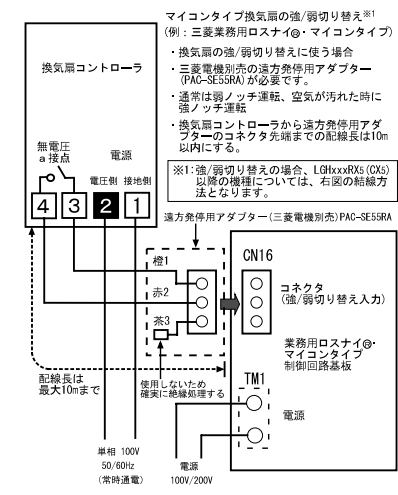 マイコンタイプ換気扇の強/弱切り替え※1
(例：三菱業務用ロスナイ®・マイコンタイプ)
・換気扇の強/弱切り替えに使う場合
・三菱電機別売の遠方発停用アダプター
(PAC-SE55RA)が必要です。
・通常は弱ノッチ運転、空気が汚れた時に
強ノッチ運転
・換気扇コントローラから遠方発停用アダ
プターのコネクタ先端までの配線長は10m
以内にする。
※1:強/弱切り替えの場合、LGHxxxRX5(CX5)
以降の機種については、右図の結線方
法となります。
換気扇コントローラ
無電圧
a 接点
電源
電圧側 接地側
4 3 2 1
遠方発停用アダプター(三菱電機別売)PAC-SE55RA
橙1
赤2
茶3
CN16
コネクタ
(強/弱切り替え入力)
業務用ロスナイ®・
マイコンタイプ
制御回路基板
配線長は
最大10mまで
使用しないため
確実に絶縁処理する
TM1
電源
単相 100V
50/60Hz
(常時通電)
電源
100V/200V